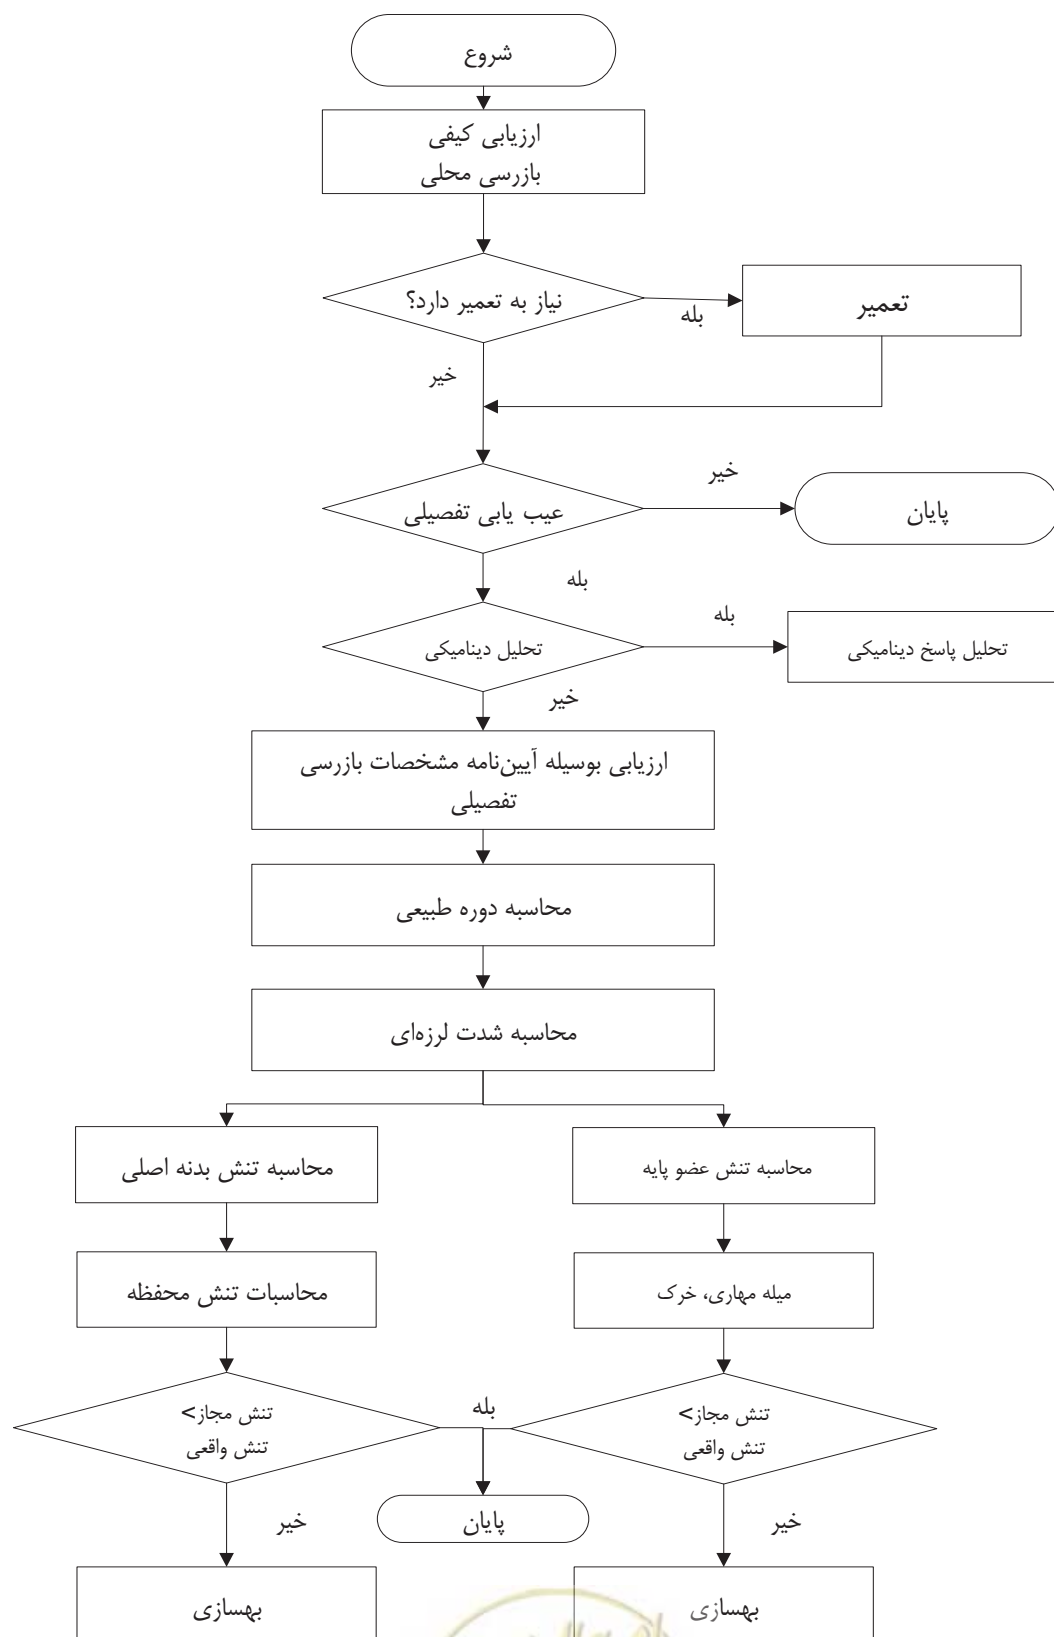 شروع
ارزیابی کیفی
بازرسی محلی
نیاز به تعمیر دارد؟
بله
تعمیر
خیر
عیب یابی تفصیلی
خیر
پایان
بله
تحلیل دینامیکی
بله
تحلیل پاسخ دینامیکی
خیر
ارزیابی بوسیله آیین‌نامه مشخصات بازرسی
تفصیلی
محاسبه دوره طبیعی
محاسبه شدت لرزه‌ای
محاسبه تنش عضو پایه
محاسبه تنش بدنه اصلی
میله مهاری، خرک
محاسبات تنش محفظه
تنش مجاز>
تنش واقعی
بله
تنش مجاز>
تنش واقعی
خیر
پایان
خیر
بهسازی
بهسازی